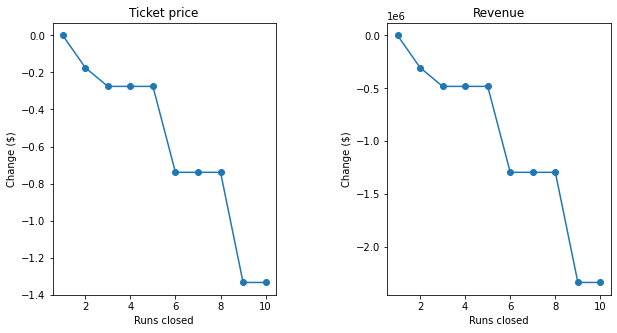 Ticket price
Change ($)
0.0
−0.2
−0.4
−0.6
−0.8
−1.0
−1.2
−1.4
2 4 6 8 10
Runs closed
Revenue
1e6
Change ($)
0.0
−0.5
−1.0
−1.5
−2.0
2 4 6 8 10
Runs closed